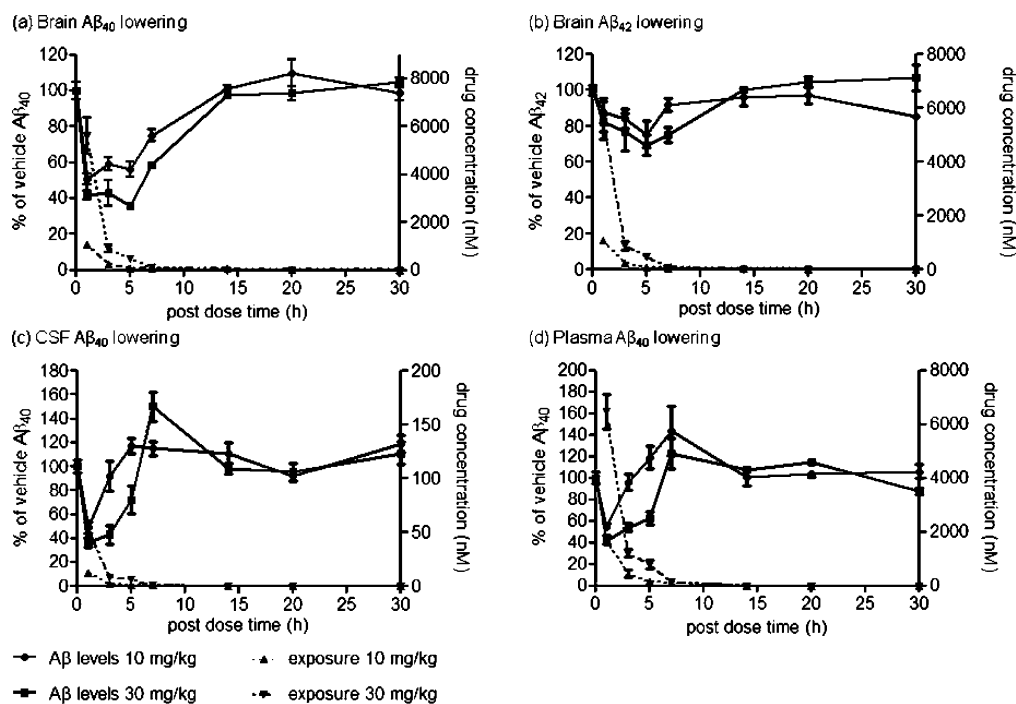 (a) Brain Aβ40 lowering
(b) Brain Aβ42 lowering
120
100
80
60
40
20
0
% of vehicle Aβ40
8000
6000
4000
2000
0
drug concentration (nM)
0 5 10 15 20 25 30
post dose time (h)
120
100
80
60
40
20
0
% of vehicle Aβ42
8000
6000
4000
2000
0
drug concentration (nM)
0 5 10 15 20 25 30
post dose time (h)
(c) CSF Aβ40 lowering
(d) Plasma Aβ40 lowering
180
160
140
120
100
80
60
40
20
0
% of vehicle Aβ40
200
150
100
50
0
drug concentration (nM)
0 5 10 15 20 25 30
post dose time (h)
200
180
160
140
120
100
80
60
40
20
0
% of vehicle Aβ40
8000
6000
4000
2000
0
drug concentration (nM)
0 5 10 15 20 25 30
post dose time (h)
Aβ levels 10 mg/kg
exposure 10 mg/kg
Aβ levels 30 mg/kg
exposure 30 mg/kg